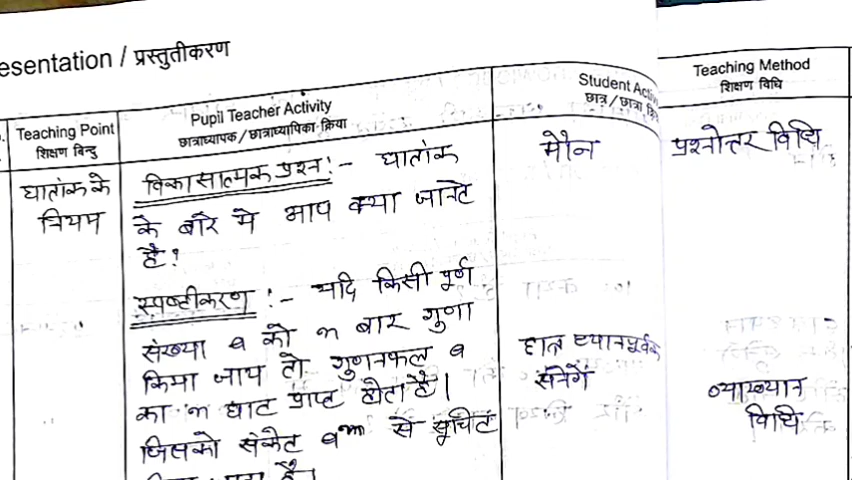 esentation / प्रस्तुतीकरण
Teaching Point
शिक्षण बिन्दु
Pupil Teacher Activity
छात्राध्यापक / छात्राध्यापिका क्रिया
Student Acti
छात्र / छात्रा क्रि
Teaching Method
शिक्षण विधि
घातांक के
नियम
विकासात्मक प्रश्न :- घातांक
के बारे में आप क्या जानते
है?
स्पष्टीकरण :- यदि किसी पूर्ण
संख्या a को m बार गुणा
किया जाय तो गुणनफल a
का m घात प्राप्त होता है।
जिसको संकेत aᵐ से सूचित
है।
मौन
छात्र ध्यानपूर्वक
सुनेगें
प्रश्नोत्तर विधि
व्याख्यान
विधि